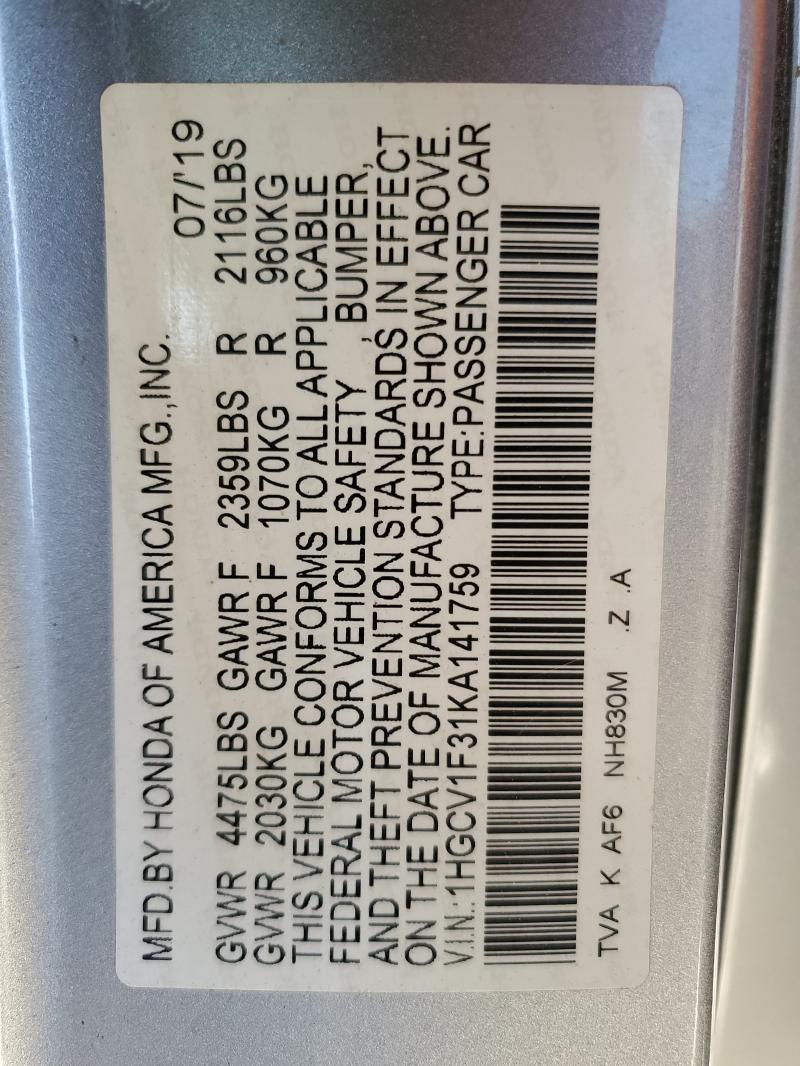 MFD.BY HONDA OF AMERICA MFG.,INC. 07/'19
GVWR 4475LBS GAWR F 2359LBS R 2116LBS
GVWR 2030KG GAWR F 1070KG R 960KG
THIS VEHICLE CONFORMS TO ALL APPLICABLE
FEDERAL MOTOR VEHICLE SAFETY , BUMPER,
AND THEFT PREVENTION STANDARDS IN EFFECT
ON THE DATE OF MANUFACTURE SHOWN ABOVE.
V.I.N.:1HGCV1F31KA141759 TYPE:PASSENGER CAR
TVA K AF6 NH830M .Z .A